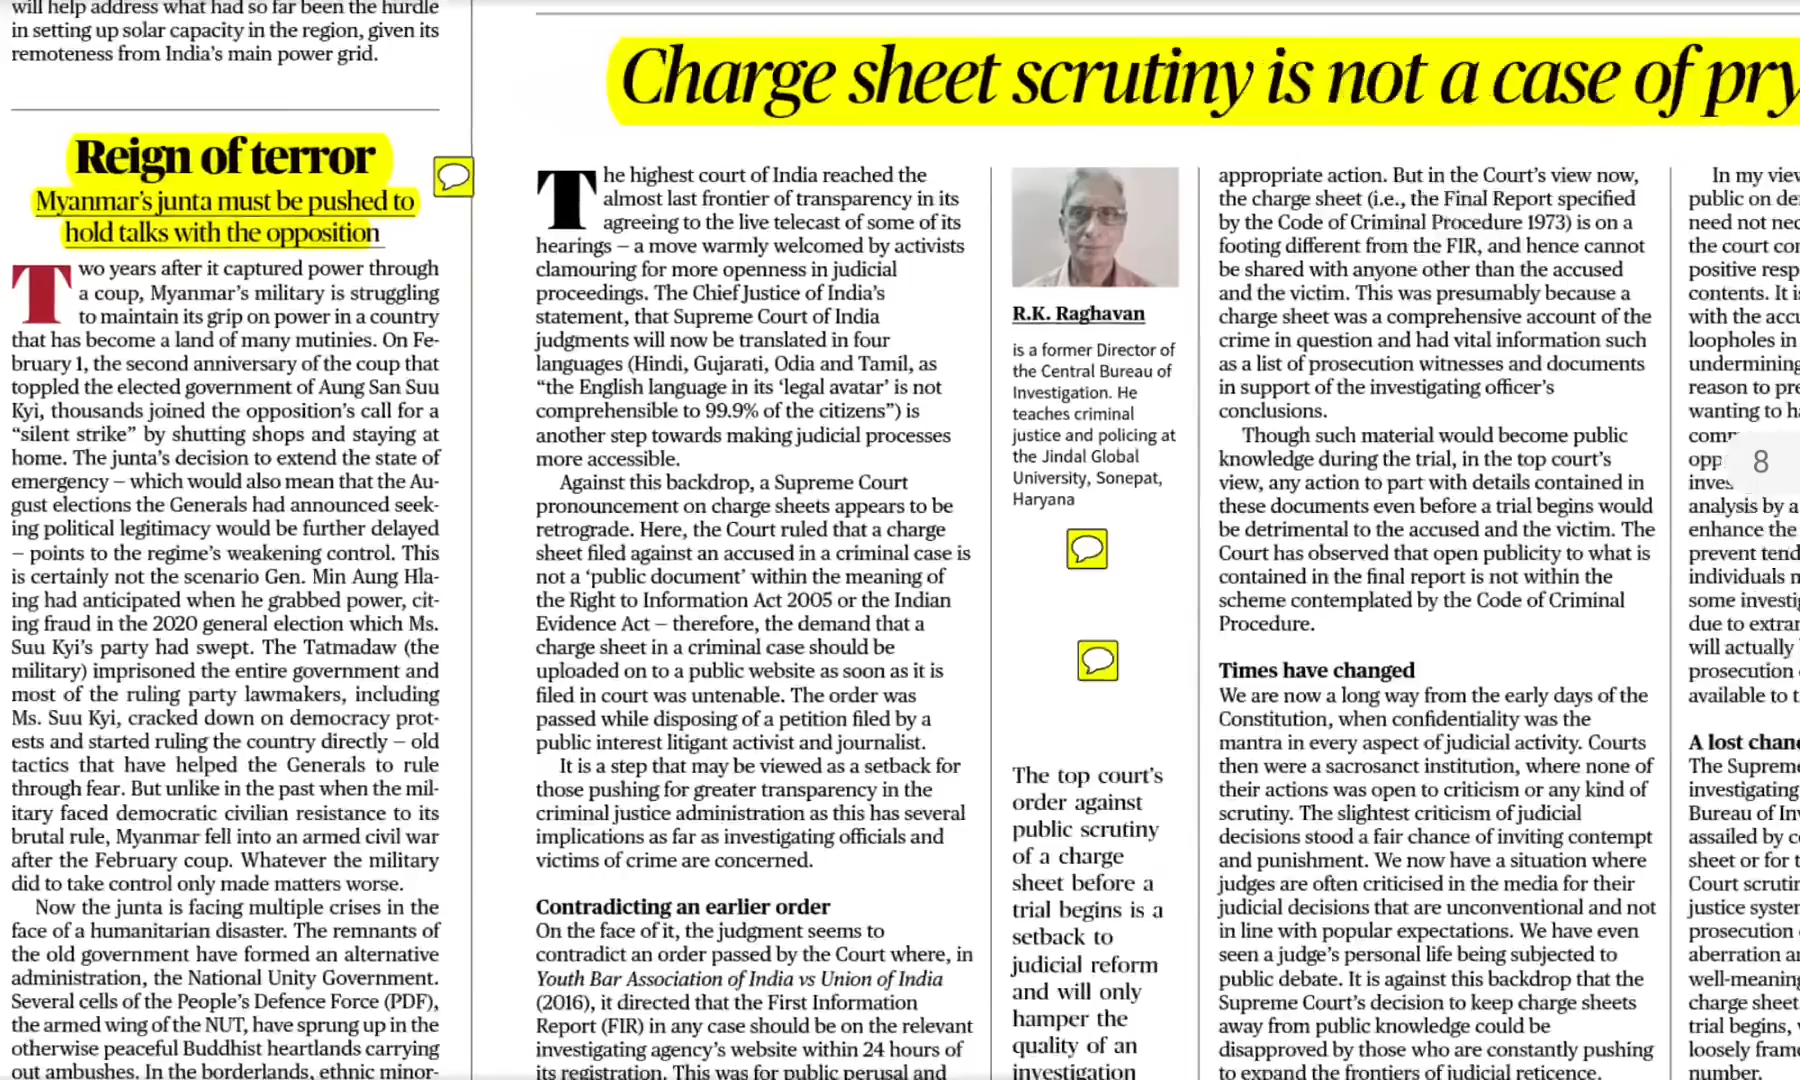 will help address what had so far been the hurdle
in setting up solar capacity in the region, given its
remoteness from India's main power grid.
Reign of terror
Myanmar's junta must be pushed to
hold talks with the opposition
Two years after it captured power through
a coup, Myanmar's military is struggling
to maintain its grip on power in a country
that has become a land of many mutinies. On Fe-
bruary 1, the second anniversary of the coup that
toppled the elected government of Aung San Suu
Kyi, thousands joined the opposition's call for a
“silent strike” by shutting shops and staying at
home. The junta's decision to extend the state of
emergency – which would also mean that the Au-
gust elections the Generals had announced seek-
ing political legitimacy would be further delayed
– points to the regime's weakening control. This
is certainly not the scenario Gen. Min Aung Hla-
ing had anticipated when he grabbed power, cit-
ing fraud in the 2020 general election which Ms.
Suu Kyi's party had swept. The Tatmadaw (the
military) imprisoned the entire government and
most of the ruling party lawmakers, including
Ms. Suu Kyi, cracked down on democracy prot-
ests and started ruling the country directly – old
tactics that have helped the Generals to rule
through fear. But unlike in the past when the mil-
itary faced democratic civilian resistance to its
brutal rule, Myanmar fell into an armed civil war
after the February coup. Whatever the military
did to take control only made matters worse.
Now the junta is facing multiple crises in the
face of a humanitarian disaster. The remnants of
the old government have formed an alternative
administration, the National Unity Government.
Several cells of the People's Defence Force (PDF),
the armed wing of the NUT, have sprung up in the
otherwise peaceful Buddhist heartlands carrying
out ambushes. In the borderlands, ethnic minor-
Charge sheet scrutiny is not a case of pry
The highest court of India reached the
almost last frontier of transparency in its
agreeing to the live telecast of some of its
hearings – a move warmly welcomed by activists
clamouring for more openness in judicial
proceedings. The Chief Justice of India's
statement, that Supreme Court of India
judgments will now be translated in four
languages (Hindi, Gujarati, Odia and Tamil, as
“the English language in its ‘legal avatar’ is not
comprehensible to 99.9% of the citizens”) is
another step towards making judicial processes
more accessible.
Against this backdrop, a Supreme Court
pronouncement on charge sheets appears to be
retrograde. Here, the Court ruled that a charge
sheet filed against an accused in a criminal case is
not a ‘public document’ within the meaning of
the Right to Information Act 2005 or the Indian
Evidence Act – therefore, the demand that a
charge sheet in a criminal case should be
uploaded on to a public website as soon as it is
filed in court was untenable. The order was
passed while disposing of a petition filed by a
public interest litigant activist and journalist.
It is a step that may be viewed as a setback for
those pushing for greater transparency in the
criminal justice administration as this has several
implications as far as investigating officials and
victims of crime are concerned.
Contradicting an earlier order
On the face of it, the judgment seems to
contradict an order passed by the Court where, in
Youth Bar Association of India vs Union of India
(2016), it directed that the First Information
Report (FIR) in any case should be on the relevant
investigating agency's website within 24 hours of
its registration. This was for public perusal and
R.K. Raghavan
is a former Director of
the Central Bureau of
Investigation. He
teaches criminal
justice and policing at
the Jindal Global
University, Sonepat,
Haryana
The top court's
order against
public scrutiny
of a charge
sheet before a
trial begins is a
setback to
judicial reform
and will only
hamper the
quality of an
investigation
appropriate action. But in the Court's view now,
the charge sheet (i.e., the Final Report specified
by the Code of Criminal Procedure 1973) is on a
footing different from the FIR, and hence cannot
be shared with anyone other than the accused
and the victim. This was presumably because a
charge sheet was a comprehensive account of the
crime in question and had vital information such
as a list of prosecution witnesses and documents
in support of the investigating officer's
conclusions.
Though such material would become public
knowledge during the trial, in the top court's
view, any action to part with details contained in
these documents even before a trial begins would
be detrimental to the accused and the victim. The
Court has observed that open publicity to what is
contained in the final report is not within the
scheme contemplated by the Code of Criminal
Procedure.
Times have changed
We are now a long way from the early days of the
Constitution, when confidentiality was the
mantra in every aspect of judicial activity. Courts
then were a sacrosanct institution, where none of
their actions was open to criticism or any kind of
scrutiny. The slightest criticism of judicial
decisions stood a fair chance of inviting contempt
and punishment. We now have a situation where
judges are often criticised in the media for their
judicial decisions that are unconventional and not
in line with popular expectations. We have even
seen a judge's personal life being subjected to
public debate. It is against this backdrop that the
Supreme Court's decision to keep charge sheets
away from public knowledge could be
disapproved by those who are constantly pushing
to expand the frontiers of judicial reticence.
In my view
public on de
need not nec
the court con
positive resp
contents. It is
with the accu
loopholes in
undermining
reason to pre
wanting to ha
com
opp
inves
analysis by a
enhance the
prevent tend
individuals m
some investig
due to extran
will actually
prosecution
available to t
A lost chanc
The Supreme
investigating
Bureau of Inv
assailed by co
sheet or for t
Court scrutin
justice system
prosecution
aberration an
well-meaning
charge sheet
trial begins, w
loosely frame
number.
8